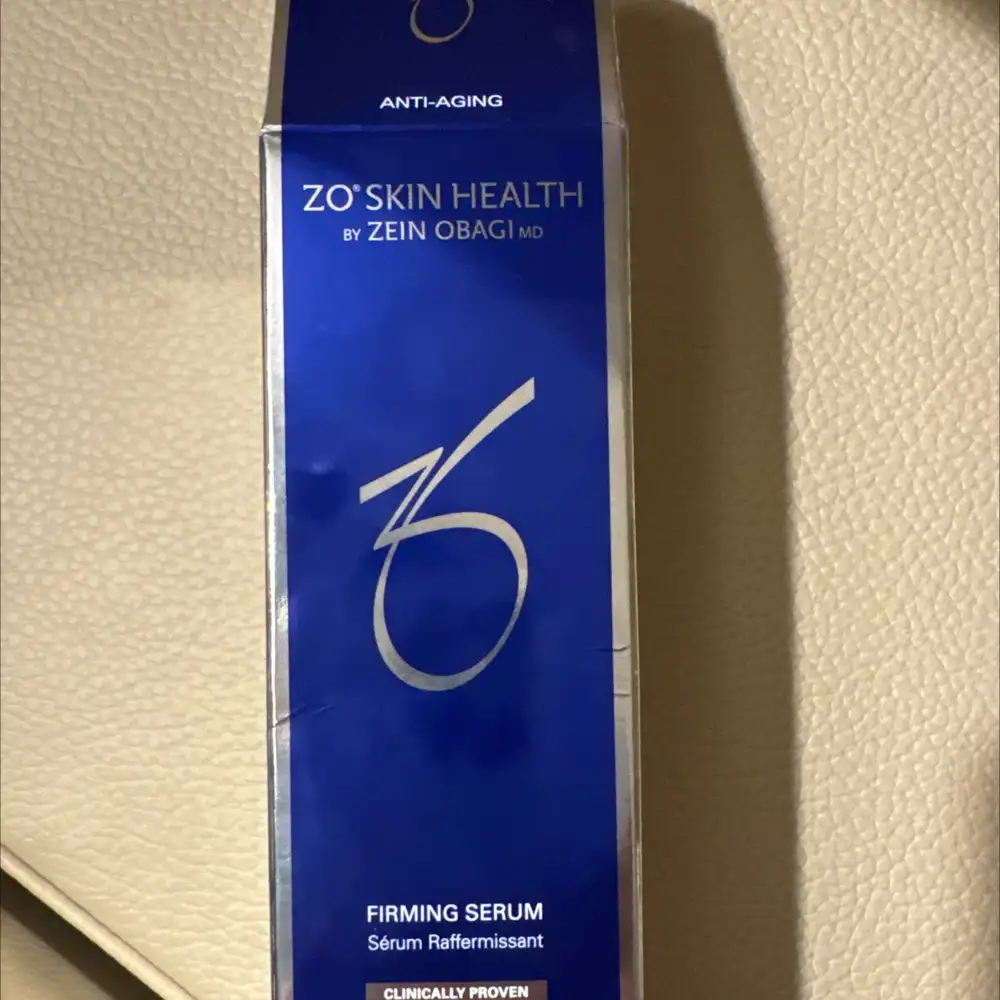 ANTI-AGING
ZO® SKIN HEALTH
BY ZEIN OBAGI MD
FIRMING SERUM
Sérum Raffermissant
CLINICALLY PROVEN